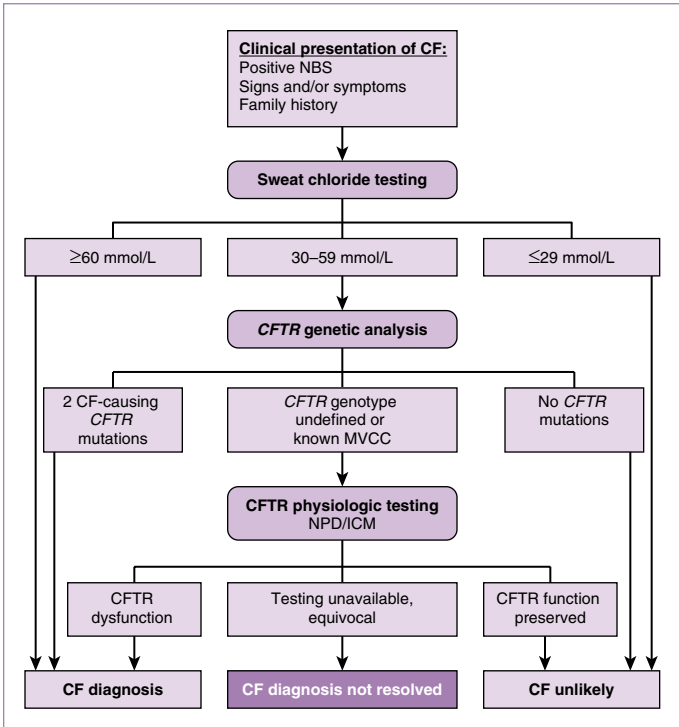 Clinical presentation of CF:
Positive NBS
Signs and/or symptoms
Family history
Sweat chloride testing
≥60 mmol/L
30–59 mmol/L
≤29 mmol/L
CFTR genetic analysis
2 CF-causing
CFTR
mutations
CFTR genotype
undefined or
known MVCC
No CFTR
mutations
CFTR physiologic testing
NPD/ICM
CFTR
dysfunction
Testing unavailable,
equivocal
CFTR function
preserved
CF diagnosis
CF diagnosis not resolved
CF unlikely